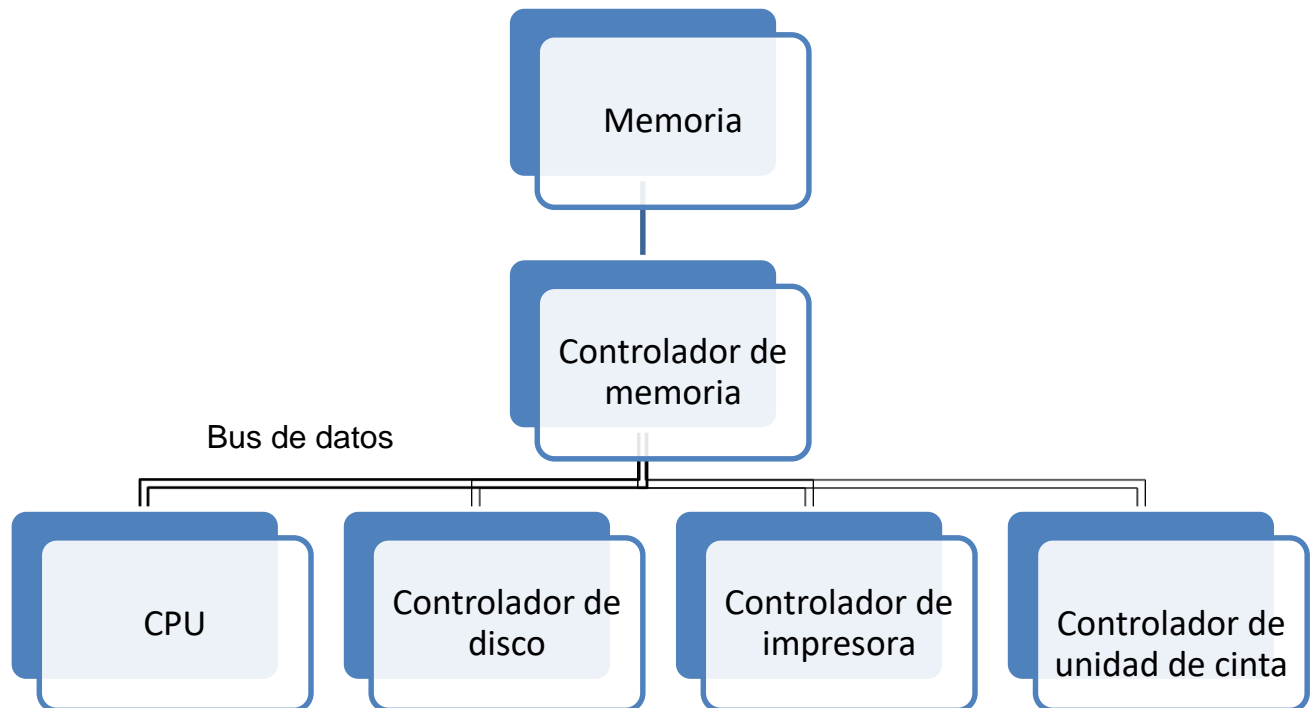 Memoria
Controlador de
memoria
Bus de datos
CPU
Controlador de
disco
Controlador de
impresora
Controlador de
unidad de cinta